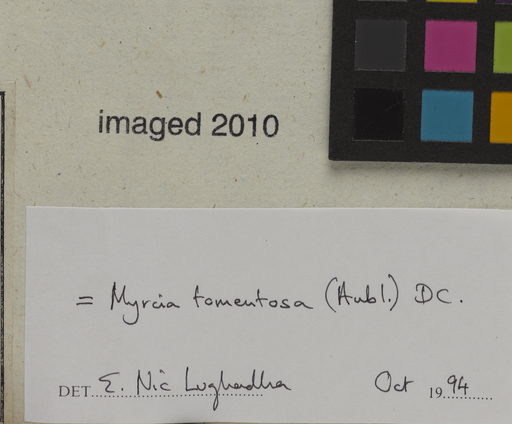 imaged 2010
= Myrcia tomentosa (Aubl.) DC.
DET. E. Nic Lughadha Oct 1994